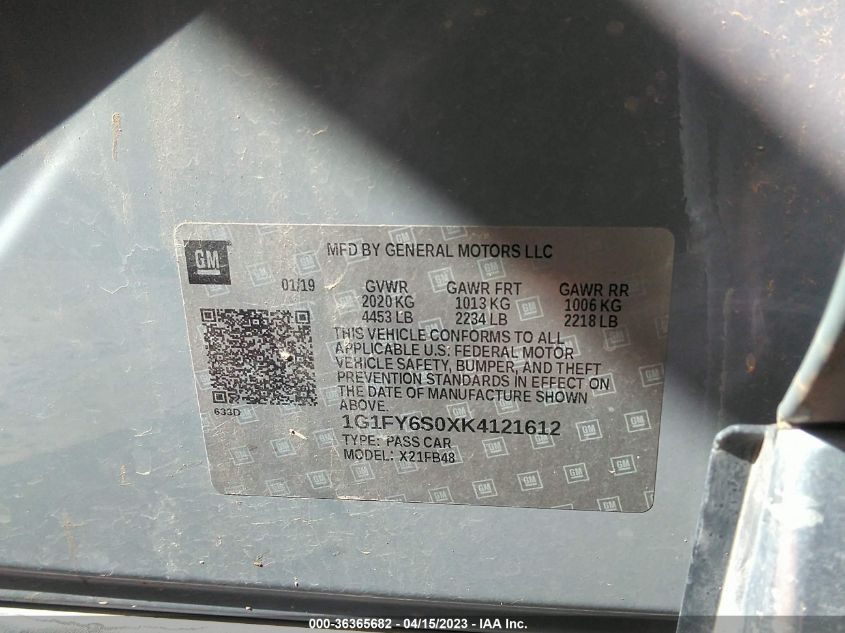 GM
MFD BY GENERAL MOTORS LLC
01/19 GVWR GAWR FRT GAWR RR
2020 KG 1013 KG 1006 KG
4453 LB 2234 LB 2218 LB
THIS VEHICLE CONFORMS TO ALL
APPLICABLE U.S. FEDERAL MOTOR
VEHICLE SAFETY, BUMPER, AND THEFT
PREVENTION STANDARDS IN EFFECT ON
THE DATE OF MANUFACTURE SHOWN
ABOVE.
633D
1G1FY6S0XK4121612
TYPE: PASS CAR
MODEL: X21FB48
000-36365682 - 04/15/2023 - IAA Inc.